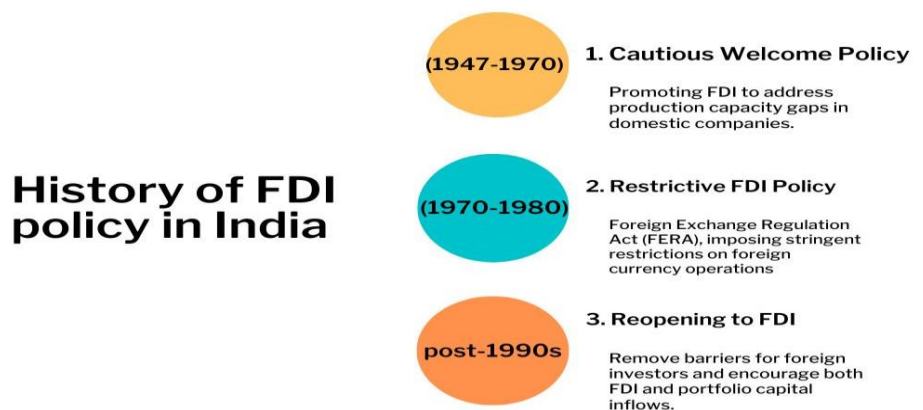 History of FDI
policy in India
(1947-1970)
1. Cautious Welcome Policy
Promoting FDI to address
production capacity gaps in
domestic companies.
(1970-1980)
2. Restrictive FDI Policy
Foreign Exchange Regulation
Act (FERA), imposing stringent
restrictions on foreign
currency operations
post-1990s
3. Reopening to FDI
Remove barriers for foreign
investors and encourage both
FDI and portfolio capital
inflows.